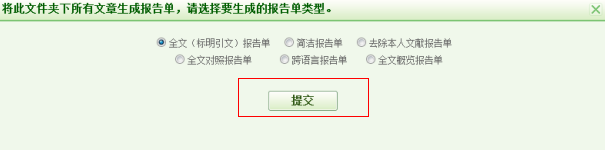 将此文件夹下所有文章生成报告单，请选择要生成的报告单类型。
全文（标明引文）报告单 简洁报告单 去除本人文献报告单
全文对照报告单 跨语言报告单 全文概览报告单
提交